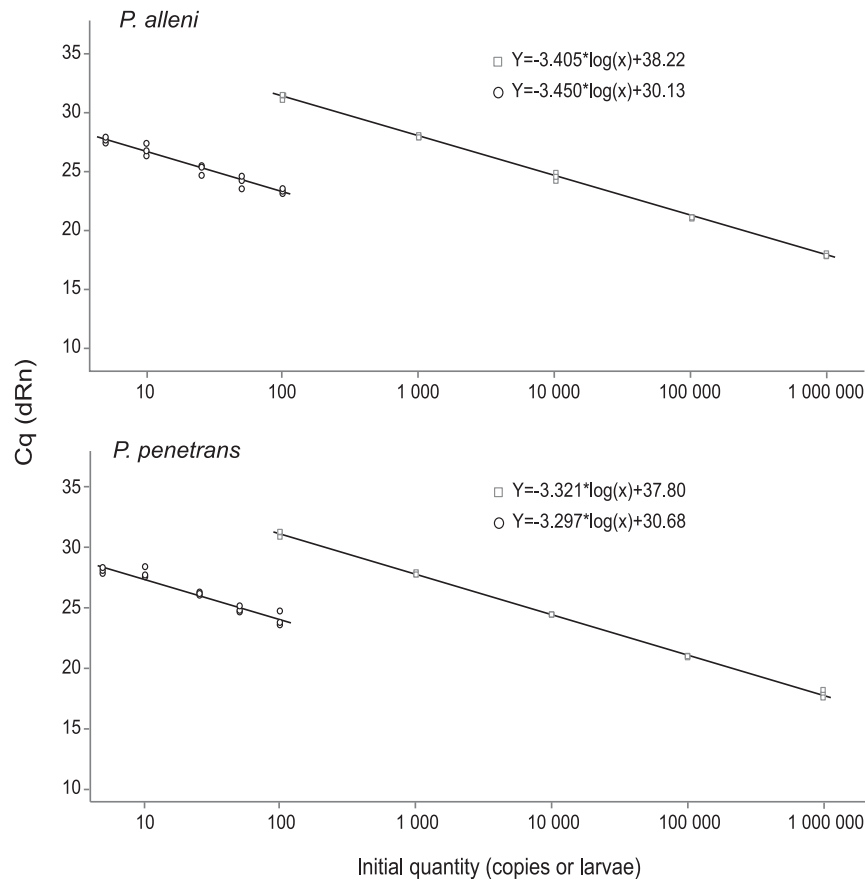 P. alleni
35
30
25
20
15
10
Y=-3.405*log(x)+38.22
Y=-3.450*log(x)+30.13
10
100
1 000
10 000
100 000
1 000 000
Cq (dRn)
P. penetrans
35
30
25
20
15
10
Y=-3.321*log(x)+37.80
Y=-3.297*log(x)+30.68
10
100
1 000
10 000
100 000
1 000 000
Initial quantity (copies or larvae)